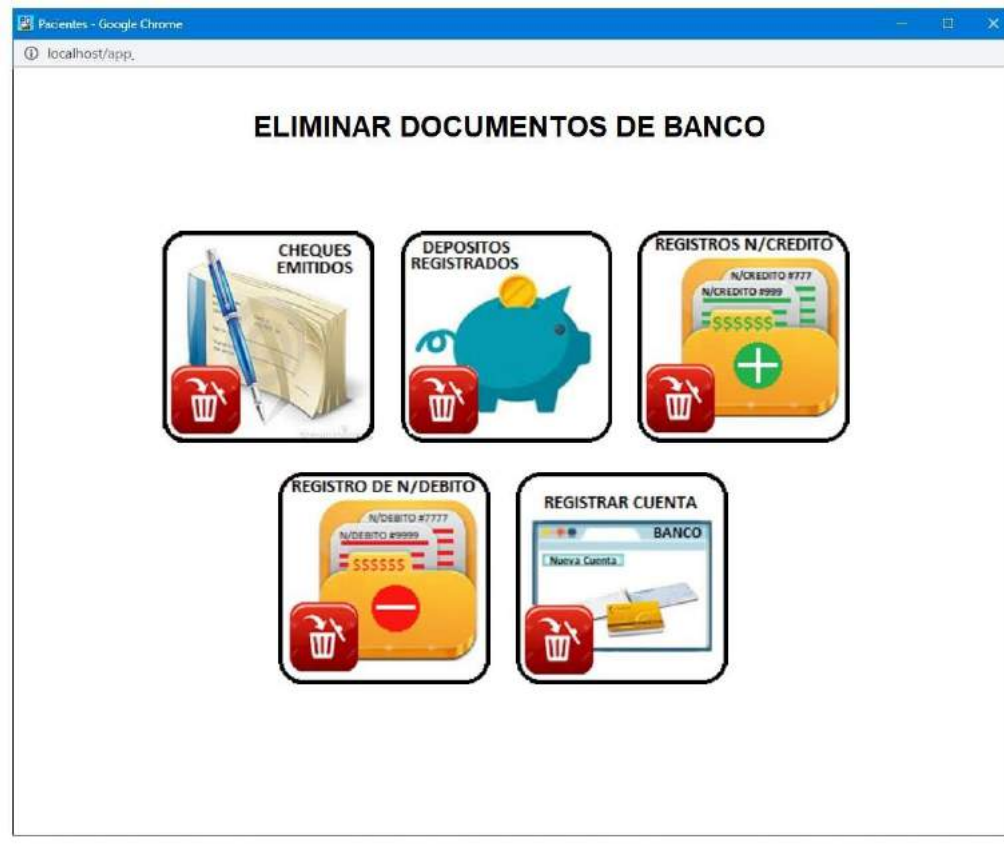 Pacientes - Google Chrome
localhost/app_
ELIMINAR DOCUMENTOS DE BANCO
CHEQUES
EMITIDOS
DEPOSITOS
REGISTRADOS
REGISTROS N/CREDITO
N/CREDITO #777
N/CREDITO #999
$$$$$$
REGISTRO DE N/DEBITO
N/DEBITO #7777
N/DEBITO #9999
$$$$$$
REGISTRAR CUENTA
BANCO
Nueva Cuenta